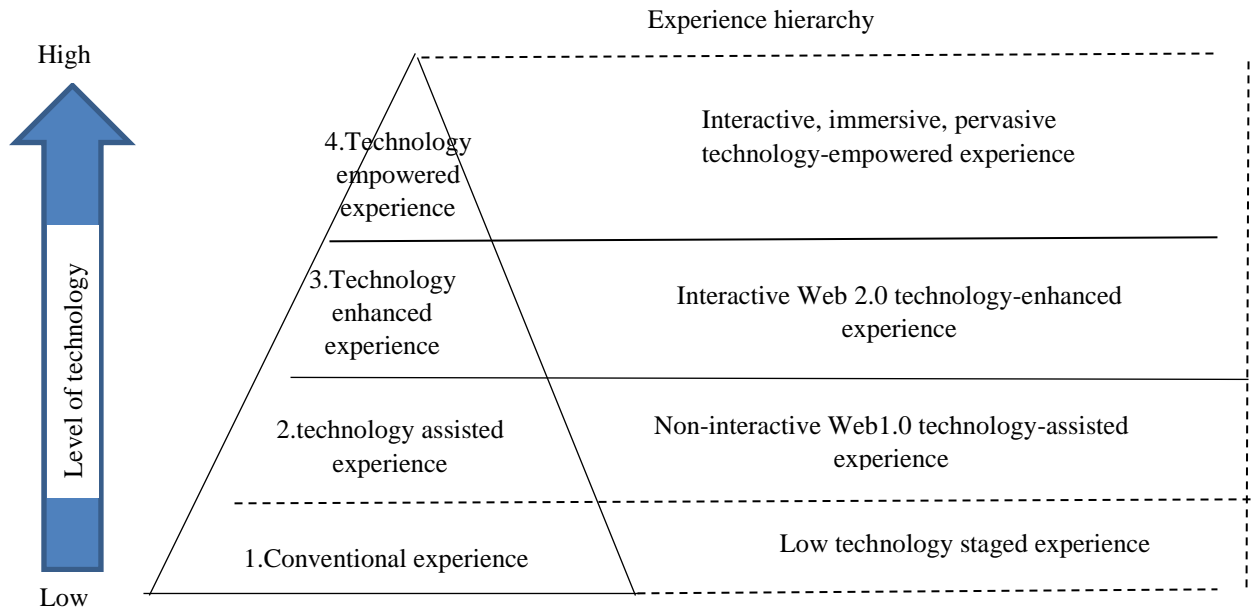 Experience hierarchy
High
4.Technology
empowered
experience
Interactive, immersive, pervasive
technology-empowered experience
Level of technology
3.Technology
enhanced
experience
Interactive Web 2.0 technology-enhanced
experience
2.technology assisted
experience
Non-interactive Web1.0 technology-assisted
experience
1.Conventional experience
Low technology staged experience
Low